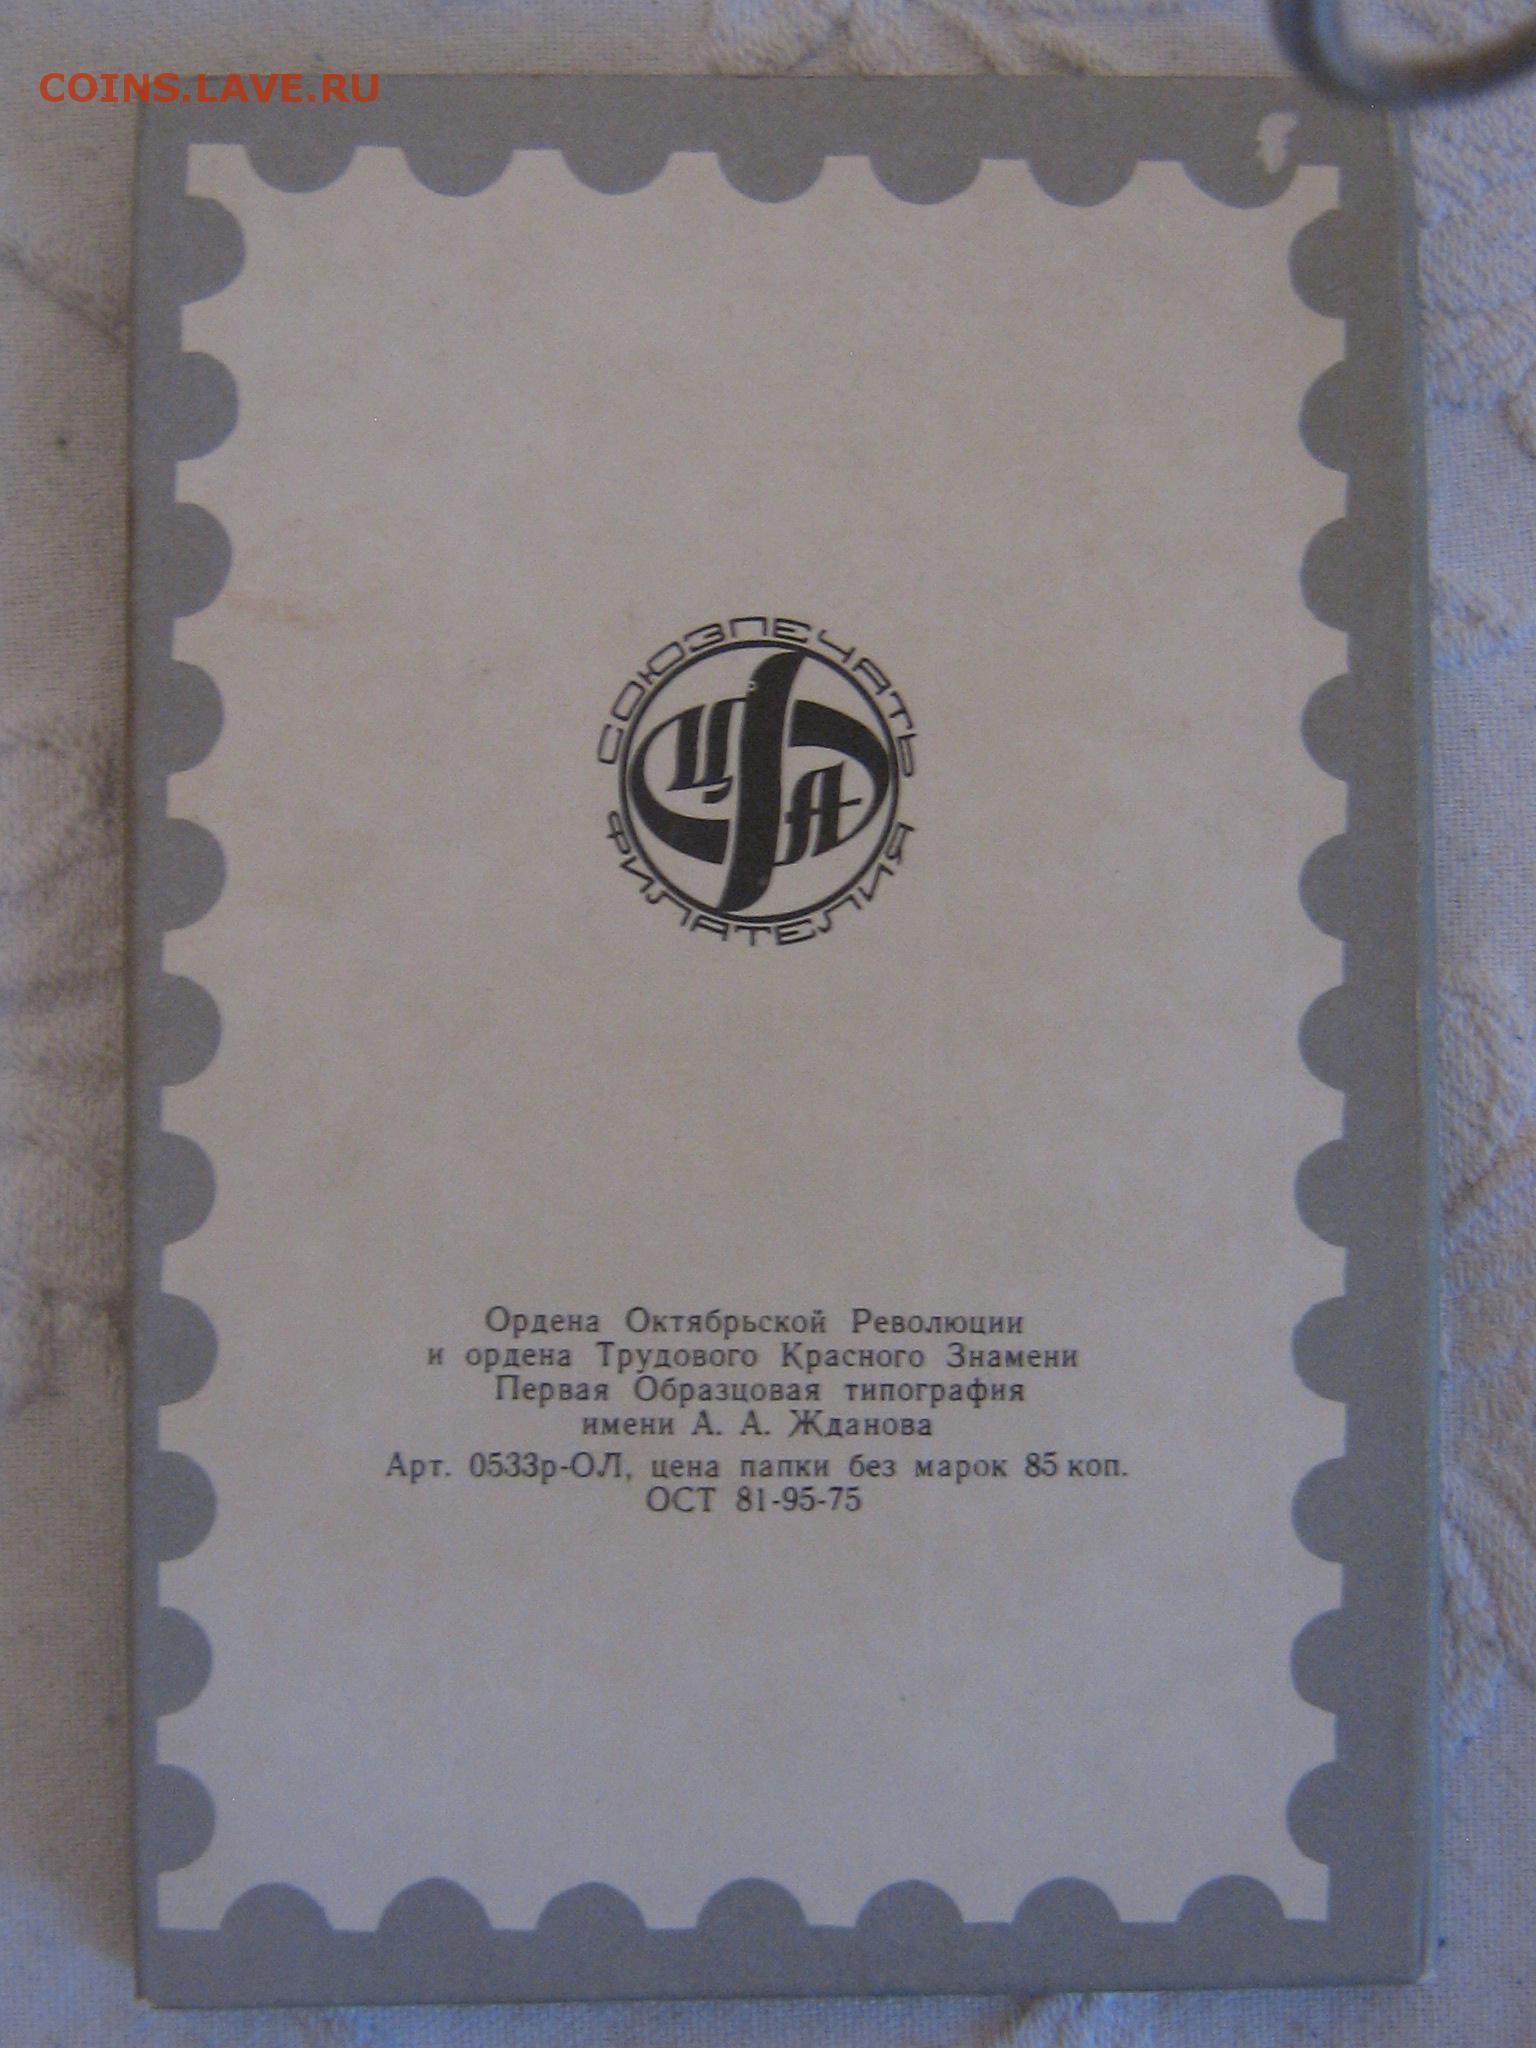 COINS.LAVE.RU
СОЮЗПЕЧАТЬ
ЦФА
ФИЛАТЕЛИЯ
Ордена Октябрьской Революции
и ордена Трудового Красного Знамени
Первая Образцовая типография
имени А. А. Жданова
Арт. 0533р-ОЛ, цена папки без марок 85 коп.
ОСТ 81-95-75